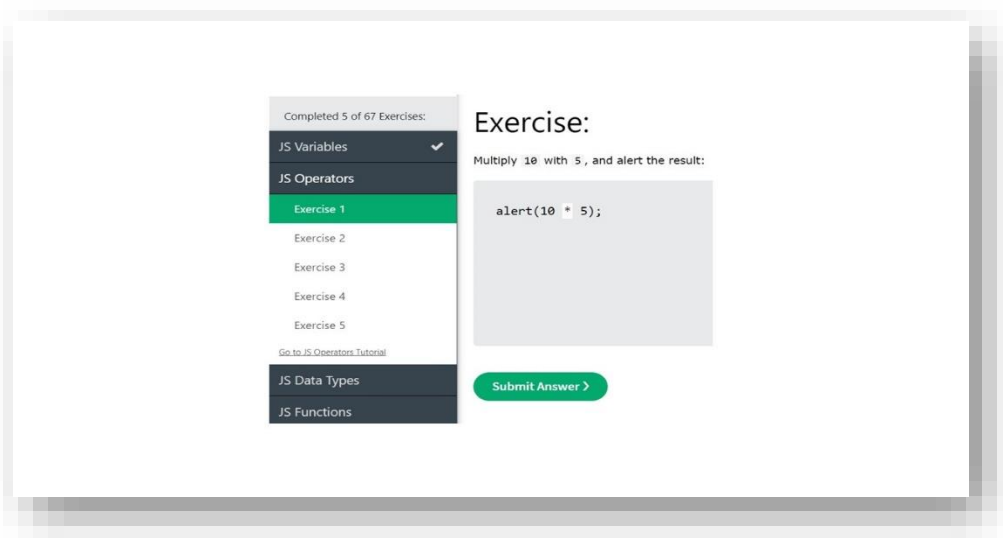 Completed 5 of 67 Exercises:
JS Variables
JS Operators
Exercise 1
Exercise 2
Exercise 3
Exercise 4
Exercise 5
Go to JS Operators Tutorial
JS Data Types
JS Functions
Exercise:
Multiply 10 with 5, and alert the result:
alert(10 * 5);
Submit Answer ❯